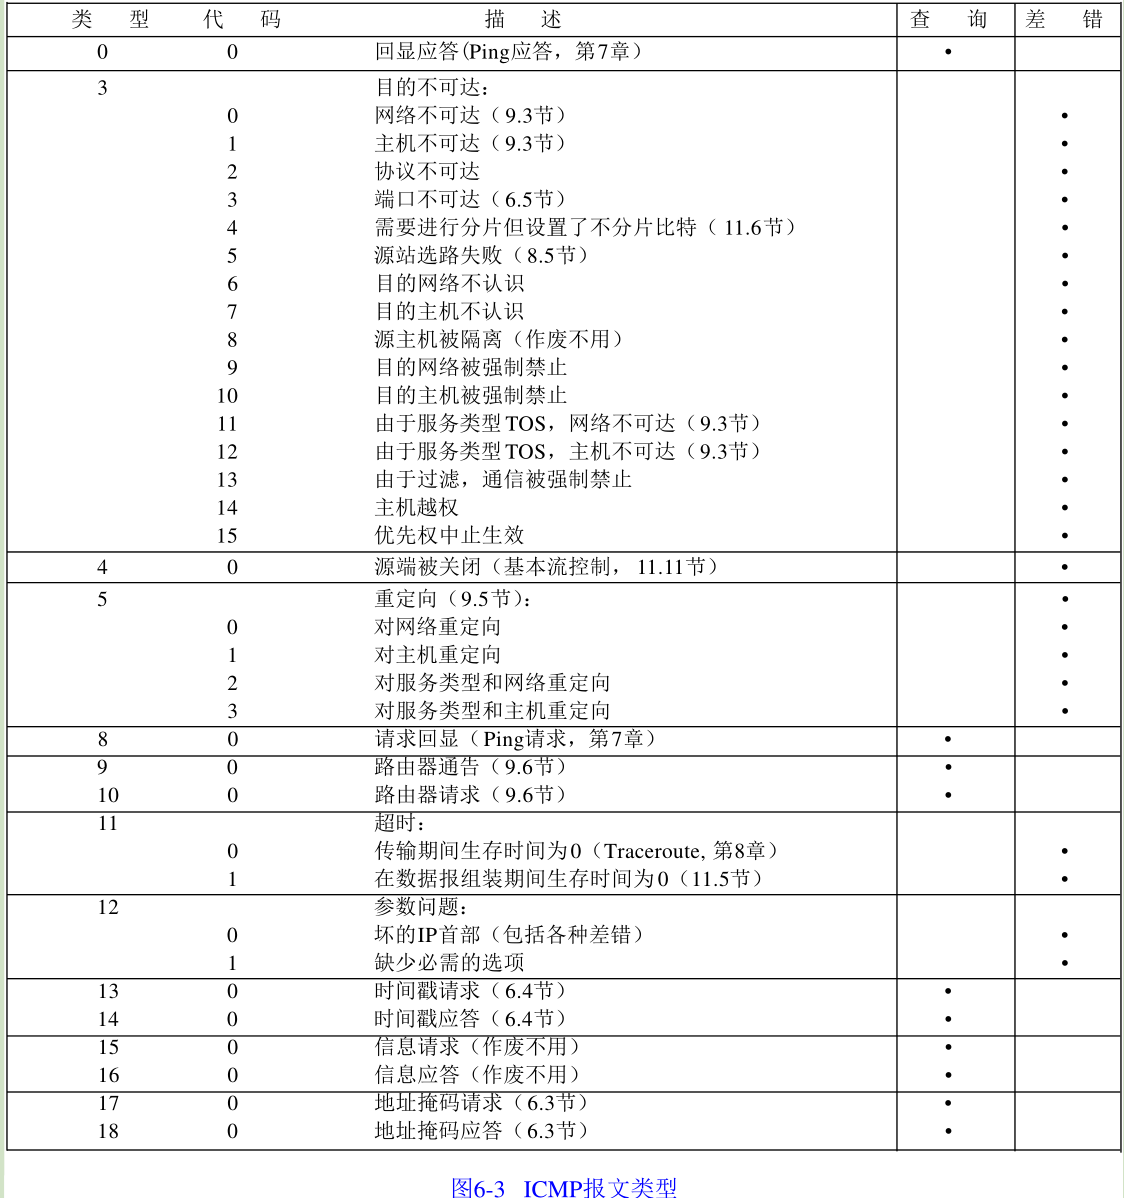 类 型 代 码 描 述 查 询 差 错
0 0 回显应答(Ping应答，第7章） •
3 目的不可达：
0 网络不可达（9.3节） •
1 主机不可达（9.3节） •
2 协议不可达 •
3 端口不可达（6.5节） •
4 需要进行分片但设置了不分片比特（11.6节） •
5 源站选路失败（8.5节） •
6 目的网络不认识 •
7 目的主机不认识 •
8 源主机被隔离（作废不用） •
9 目的网络被强制禁止 •
10 目的主机被强制禁止 •
11 由于服务类型TOS，网络不可达（9.3节） •
12 由于服务类型TOS，主机不可达（9.3节） •
13 由于过滤，通信被强制禁止 •
14 主机越权 •
15 优先权中止生效 •
4 0 源端被关闭（基本流控制，11.11节） •
5 重定向（9.5节）： •
0 对网络重定向 •
1 对主机重定向 •
2 对服务类型和网络重定向 •
3 对服务类型和主机重定向 •
8 0 请求回显（Ping请求，第7章） •
9 0 路由器通告（9.6节） •
10 0 路由器请求（9.6节） •
11 超时：
0 传输期间生存时间为0（Traceroute, 第8章） •
1 在数据报组装期间生存时间为0（11.5节） •
12 参数问题：
0 坏的IP首部（包括各种差错） •
1 缺少必需的选项 •
13 0 时间戳请求（6.4节） •
14 0 时间戳应答（6.4节） •
15 0 信息请求（作废不用） •
16 0 信息应答（作废不用） •
17 0 地址掩码请求（6.3节） •
18 0 地址掩码应答（6.3节） •
图6-3 ICMP报文类型